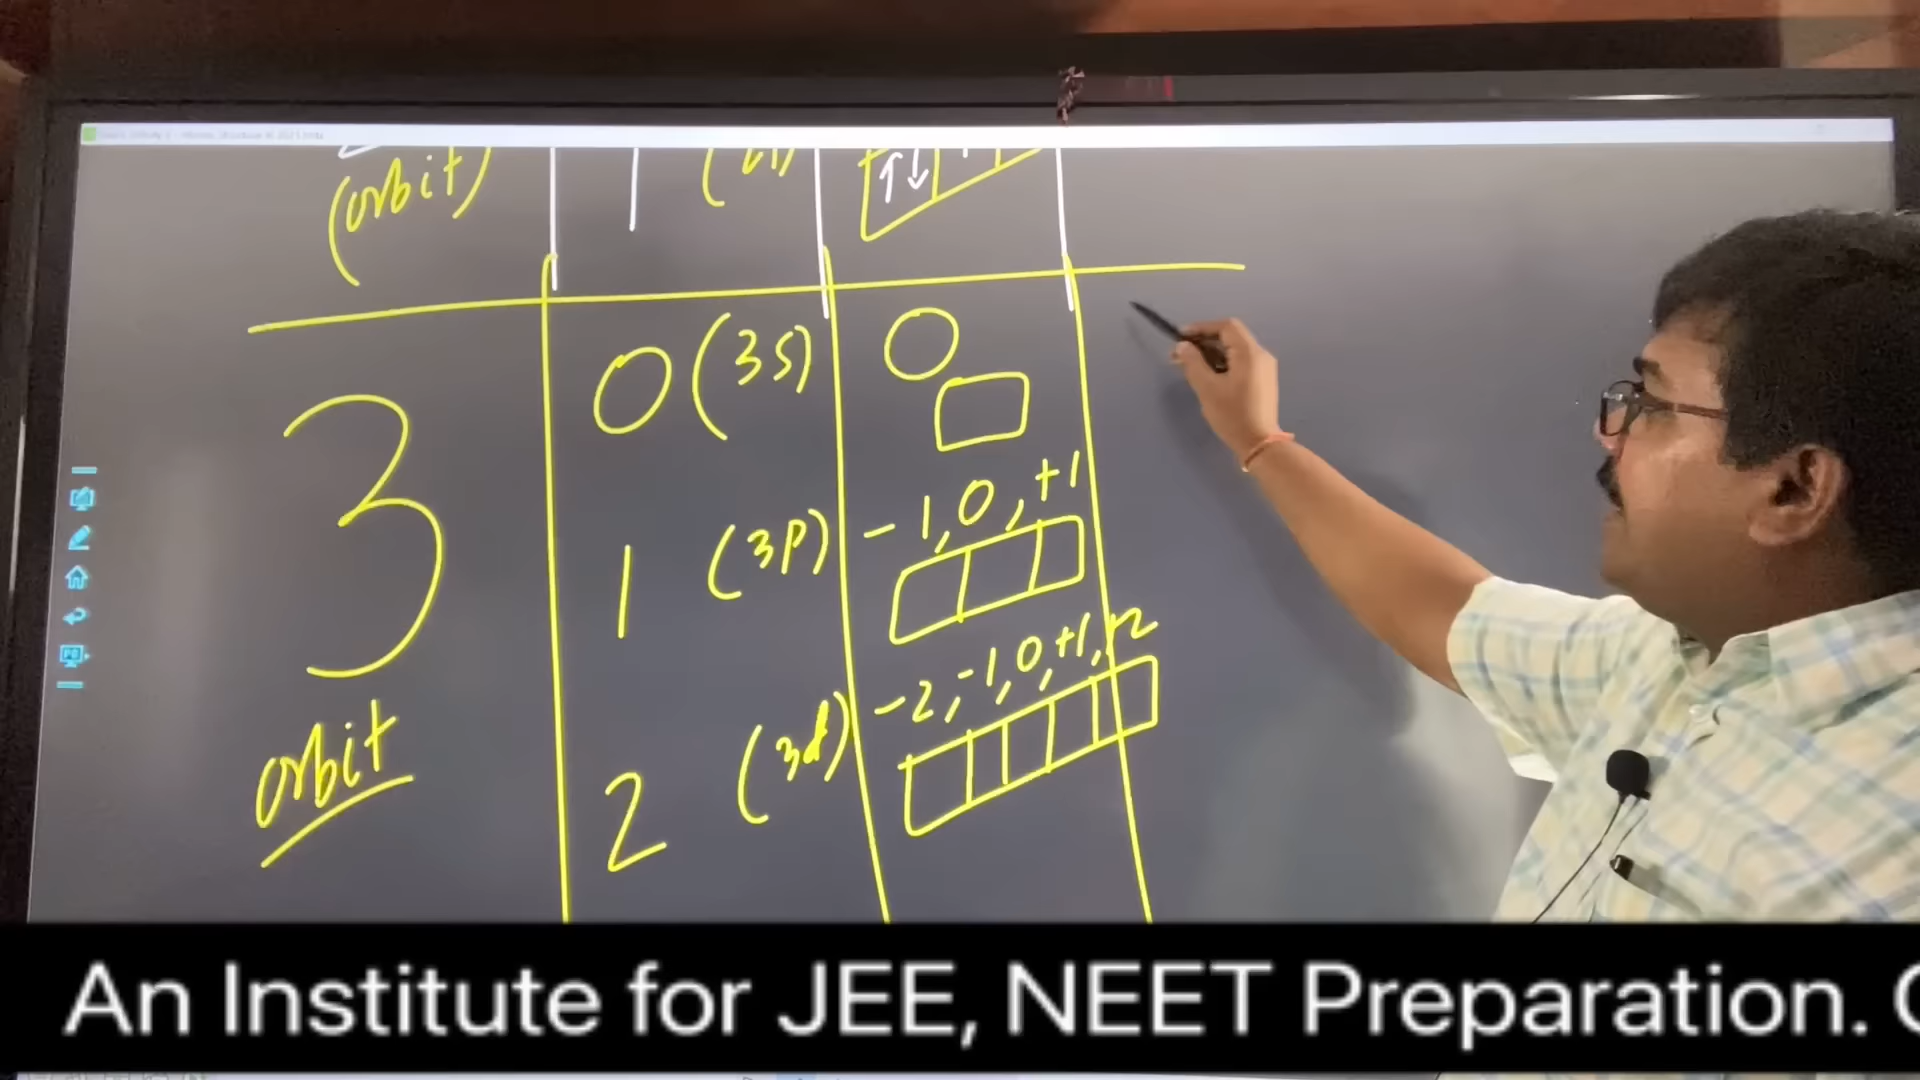 (orbit) 1 ↑↓
0 (3s) 0
3
1 (3p) -1, 0, +1
-2, -1, 0, +1, +2
orbit 2 (3d)
An Institute for JEE, NEET Preparation.